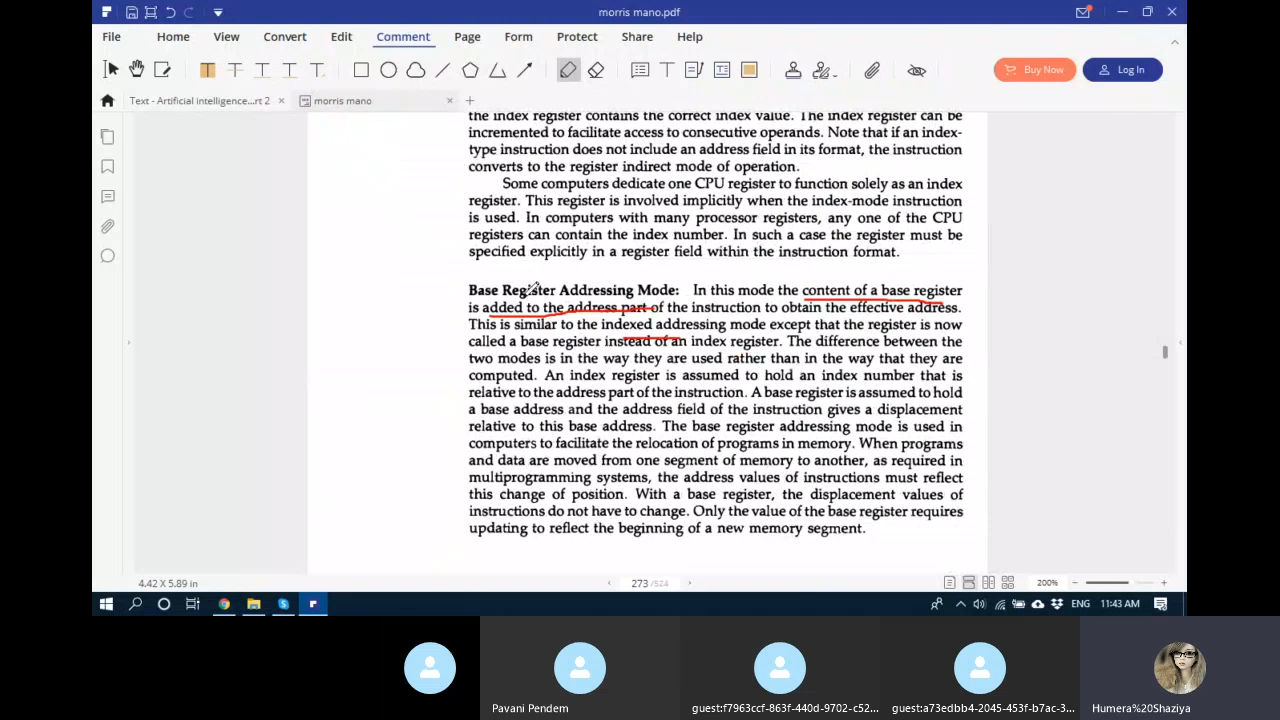 morris mano.pdf
File Home View Convert Edit Comment Page Form Protect Share Help
Buy Now Log In
Text - Artificial intelligence...rt 2 × morris mano × +
the index register contains the correct index value. The index register can be
incremented to facilitate access to consecutive operands. Note that if an index-
type instruction does not include an address field in its format, the instruction
converts to the register indirect mode of operation.
Some computers dedicate one CPU register to function solely as an index
register. This register is involved implicitly when the index-mode instruction
is used. In computers with many processor registers, any one of the CPU
registers can contain the index number. In such a case the register must be
specified explicitly in a register field within the instruction format.
Base Register Addressing Mode: In this mode the content of a base register
is added to the address part of the instruction to obtain the effective address.
This is similar to the indexed addressing mode except that the register is now
called a base register instead of an index register. The difference between the
two modes is in the way they are used rather than in the way that they are
computed. An index register is assumed to hold an index number that is
relative to the address part of the instruction. A base register is assumed to hold
a base address and the address field of the instruction gives a displacement
relative to this base address. The base register addressing mode is used in
computers to facilitate the relocation of programs in memory. When programs
and data are moved from one segment of memory to another, as required in
multiprogramming systems, the address values of instructions must reflect
this change of position. With a base register, the displacement values of
instructions do not have to change. Only the value of the base register requires
updating to reflect the beginning of a new memory segment.
4.42 X 5.89 in 273 /524 200%
ENG 11:43 AM
Pavani Pendem guest:f7963ccf-863f-440d-9702-c52... guest:a73edbb4-2045-453f-b7ac-3... Humera%20Shaziya